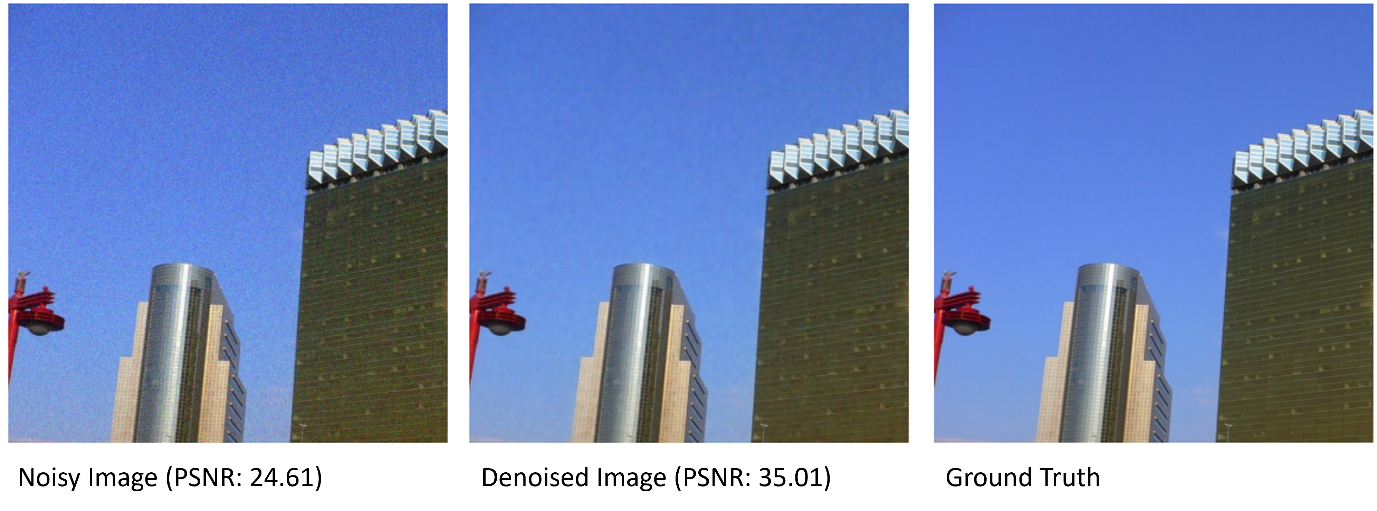 Noisy Image (PSNR: 24.61)
Denoised Image (PSNR: 35.01)
Ground Truth